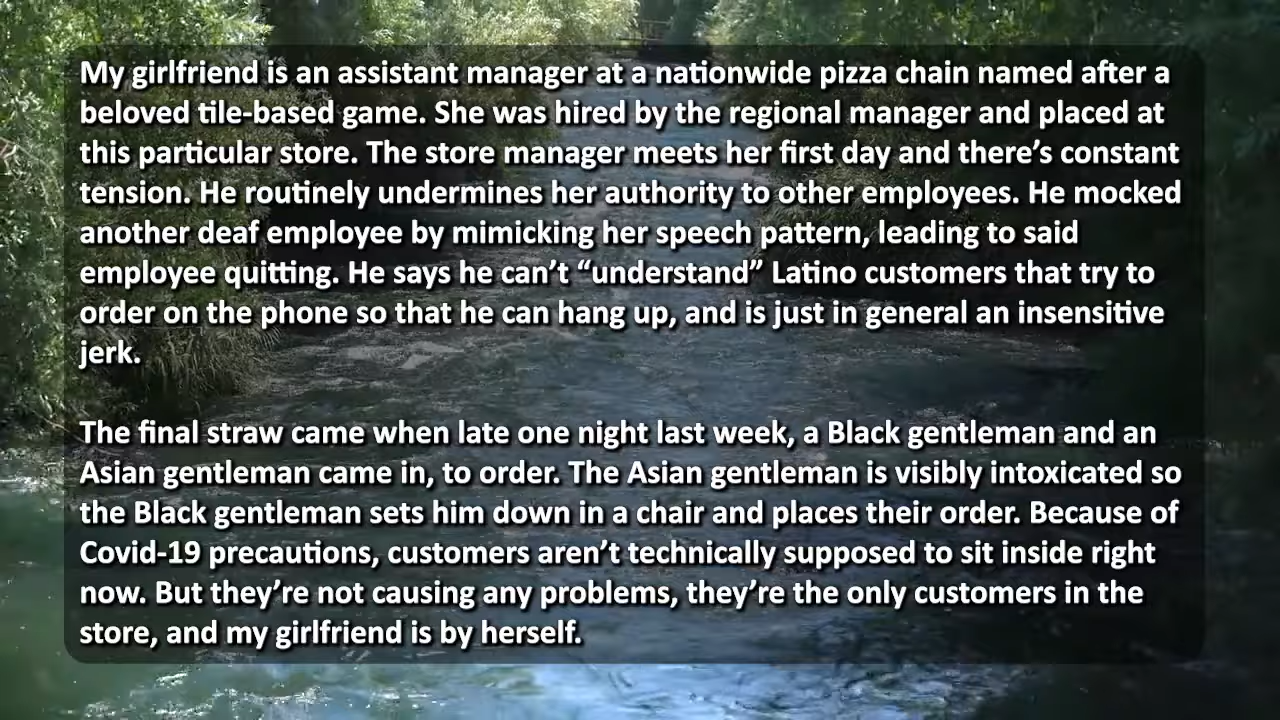 My girlfriend is an assistant manager at a nationwide pizza chain named after a
beloved tile-based game. She was hired by the regional manager and placed at
this particular store. The store manager meets her first day and there’s constant
tension. He routinely undermines her authority to other employees. He mocked
another deaf employee by mimicking her speech pattern, leading to said
employee quitting. He says he can’t “understand” Latino customers that try to
order on the phone so that he can hang up, and is just in general an insensitive
jerk.
The final straw came when late one night last week, a Black gentleman and an
Asian gentleman came in, to order. The Asian gentleman is visibly intoxicated so
the Black gentleman sets him down in a chair and places their order. Because of
Covid-19 precautions, customers aren’t technically supposed to sit inside right
now. But they’re not causing any problems, they’re the only customers in the
store, and my girlfriend is by herself.